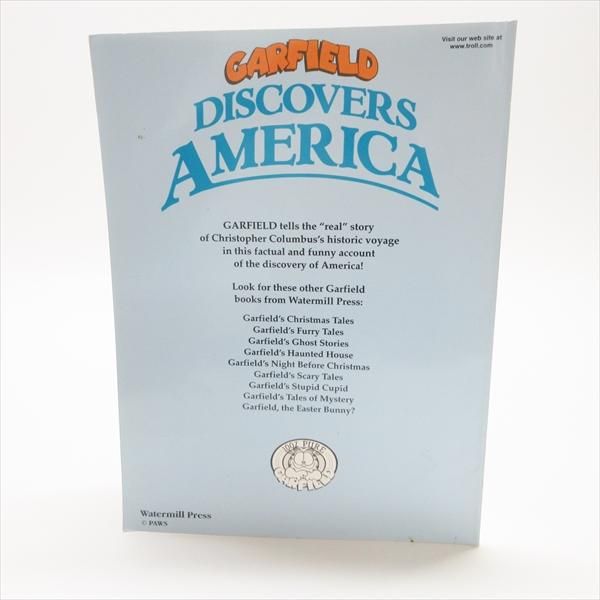 Visit our web site at
www.troll.com
GARFIELD
DISCOVERS
AMERICA
GARFIELD tells the “real” story
of Christopher Columbus’s historic voyage
in this factual and funny account
of the discovery of America!
Look for these other Garfield
books from Watermill Press:
Garfield’s Christmas Tales
Garfield’s Furry Tales
Garfield’s Ghost Stories
Garfield’s Haunted House
Garfield’s Night Before Christmas
Garfield’s Scary Tales
Garfield’s Stupid Cupid
Garfield’s Tales of Mystery
Garfield, the Easter Bunny?
100% PURE
GARFIELD
Watermill Press
© PAWS